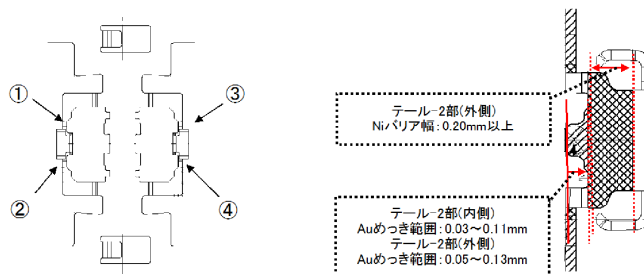 ①
②
③
④
テール-2部(外側)
Niバリア幅:0.20mm以上
テール-2部(内側)
Auめっき範囲:0.03～0.11mm
テール-2部(外側)
Auめっき範囲:0.05～0.13mm